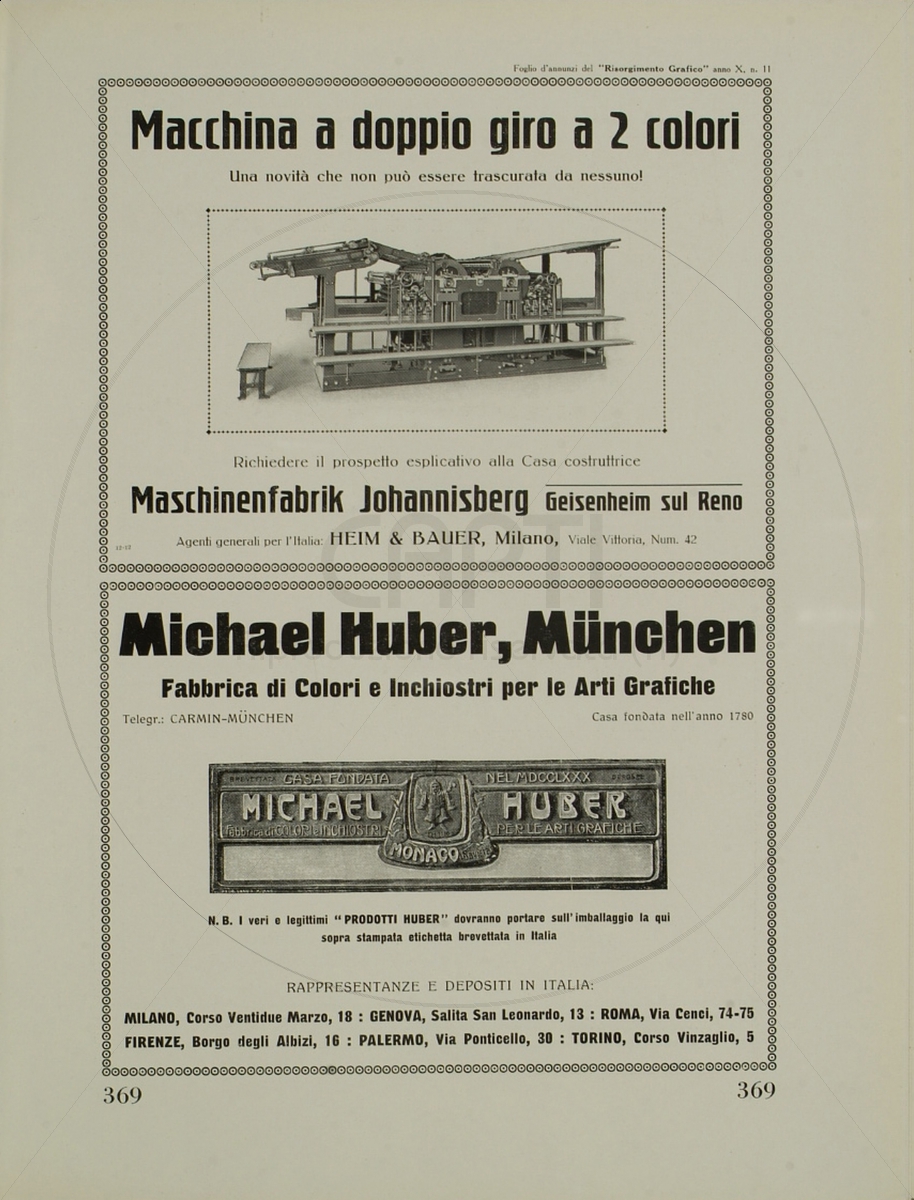 Foglio d'annunzi del "Risorgimento Grafico" anno X, n. 11
Macchina a doppio giro a 2 colori
Una novità che non può essere trascurata da nessuno!
Richiedere il prospetto esplicativo alla Casa costruttrice
Maschinenfabrik Johannisberg Geisenheim sul Reno
Agenti generali per l'Italia: HEIM & BAUER, Milano, Viale Vittoria, Num. 42
12-12
Michael Huber, München
Fabbrica di Colori e Inchiostri per le Arti Grafiche
Telegr.: CARMIN-MÜNCHEN Casa fondata nell'anno 1780
BREVETTATA CASA FONDATA NEL MDCCLXXX
MICHAEL HUBER
Fabbrica di COLORI E INCHIOSTRI PER LE ARTI GRAFICHE
MONACO
N. B. I veri e legittimi "PRODOTTI HUBER" dovranno portare sull'imballaggio la qui
sopra stampata etichetta brevettata in Italia
RAPPRESENTANZE E DEPOSITI IN ITALIA:
MILANO, Corso Ventidue Marzo, 18 : GENOVA, Salita San Leonardo, 13 : ROMA, Via Cenci, 74-75
FIRENZE, Borgo degli Albizi, 16 : PALERMO, Via Ponticello, 30 : TORINO, Corso Vinzaglio, 5
369 369